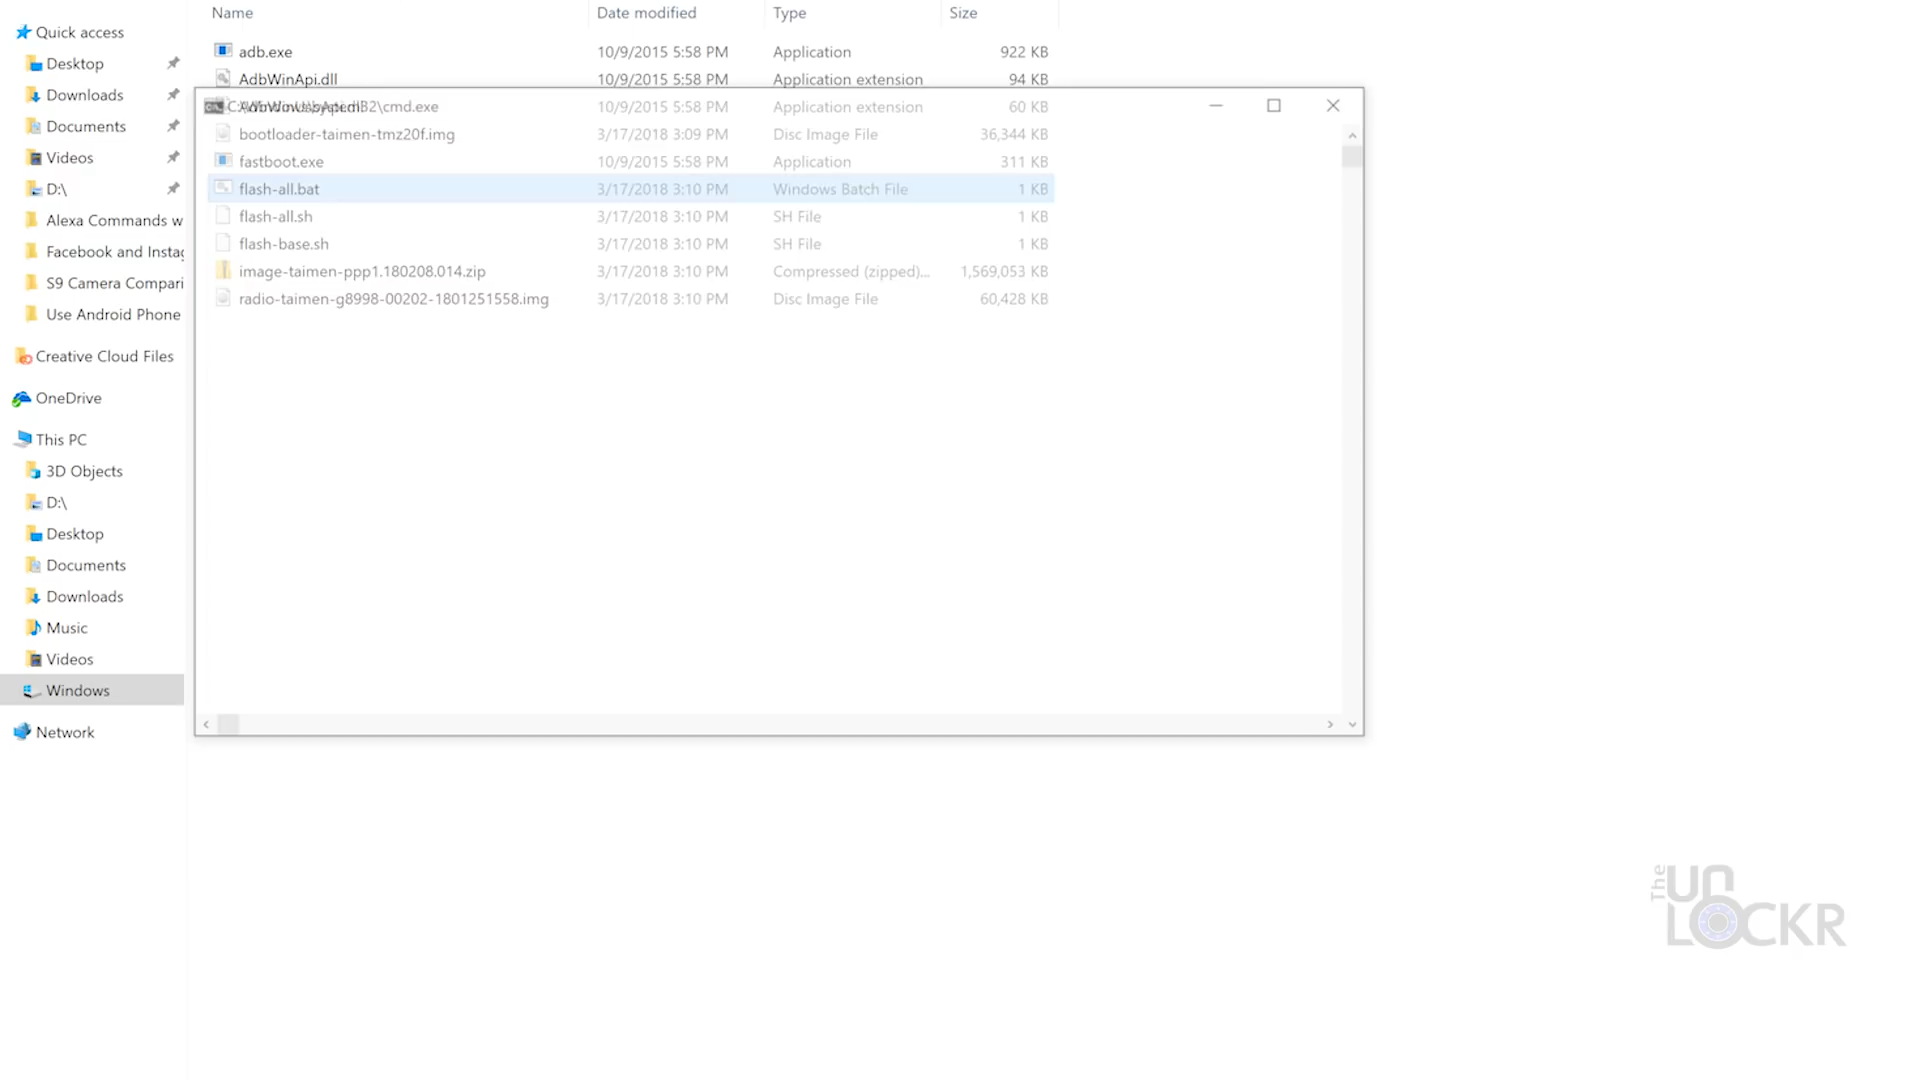 Name Date modified Type Size
Quick access
adb.exe 10/9/2015 5:58 PM Application 922 KB
Desktop
AdbWinApi.dll 10/9/2015 5:58 PM Application extension 94 KB
Downloads
cmd.exe 10/9/2015 5:58 PM Application extension 60 KB
Documents
bootloader-taimen-tmz20f.img 3/17/2018 3:09 PM Disc Image File 36,344 KB
Videos
fastboot.exe 10/9/2015 5:58 PM Application 311 KB
D:\
flash-all.bat 3/17/2018 3:10 PM Windows Batch File 1 KB
Alexa Commands w
flash-all.sh 3/17/2018 3:10 PM SH File 1 KB
Facebook and Instag
flash-base.sh 3/17/2018 3:10 PM SH File 1 KB
S9 Camera Compari
image-taimen-ppp1.180208.014.zip 3/17/2018 3:10 PM Compressed (zipped)... 1,569,053 KB
Use Android Phone
radio-taimen-g8998-00202-1801251558.img 3/17/2018 3:10 PM Disc Image File 60,428 KB
Creative Cloud Files
OneDrive
This PC
3D Objects
D:\
Desktop
Documents
Downloads
Music
Videos
Windows
Network
The
UN
LOCKR